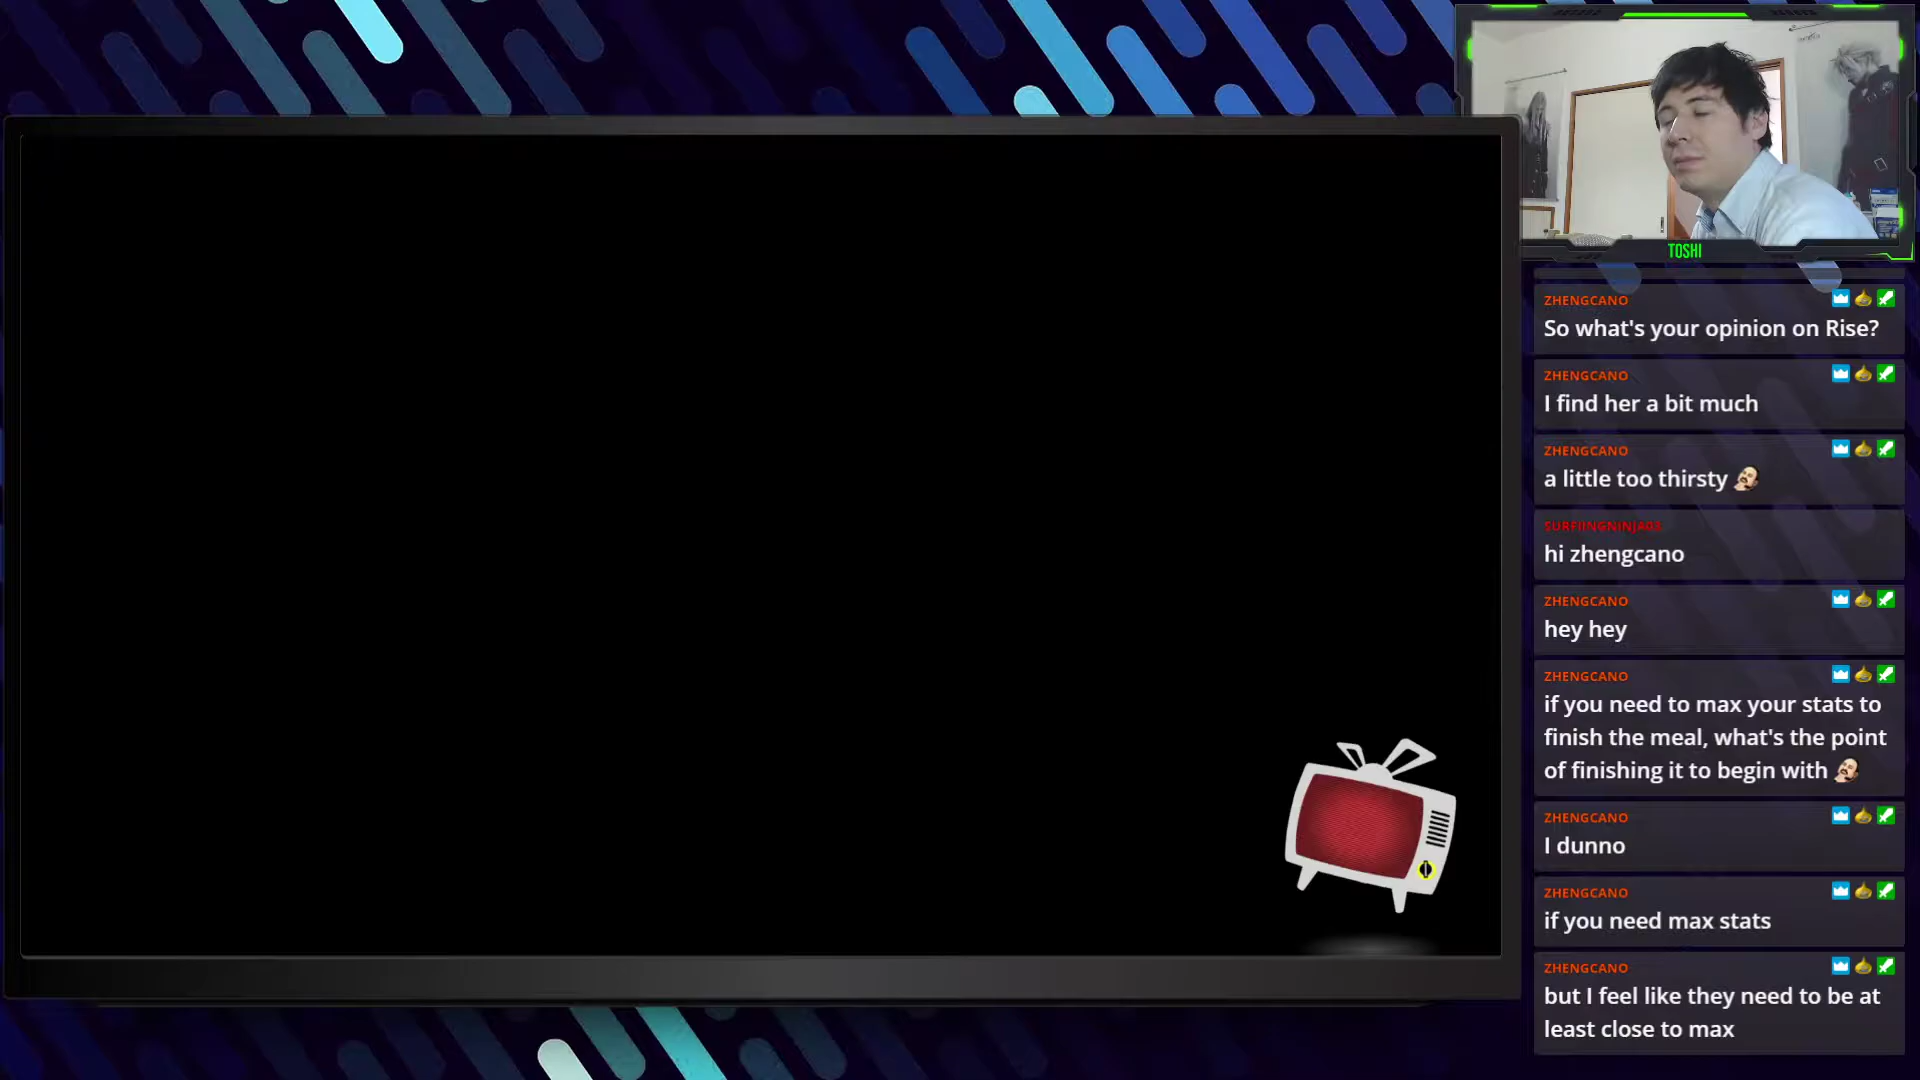 TOSHI
ZHENGCANO
So what's your opinion on Rise?
ZHENGCANO
I find her a bit much
ZHENGCANO
a little too thirsty
SURFIINGNINJA03
hi zhengcano
ZHENGCANO
hey hey
ZHENGCANO
if you need to max your stats to
finish the meal, what's the point
of finishing it to begin with
ZHENGCANO
I dunno
ZHENGCANO
if you need max stats
ZHENGCANO
but I feel like they need to be at
least close to max